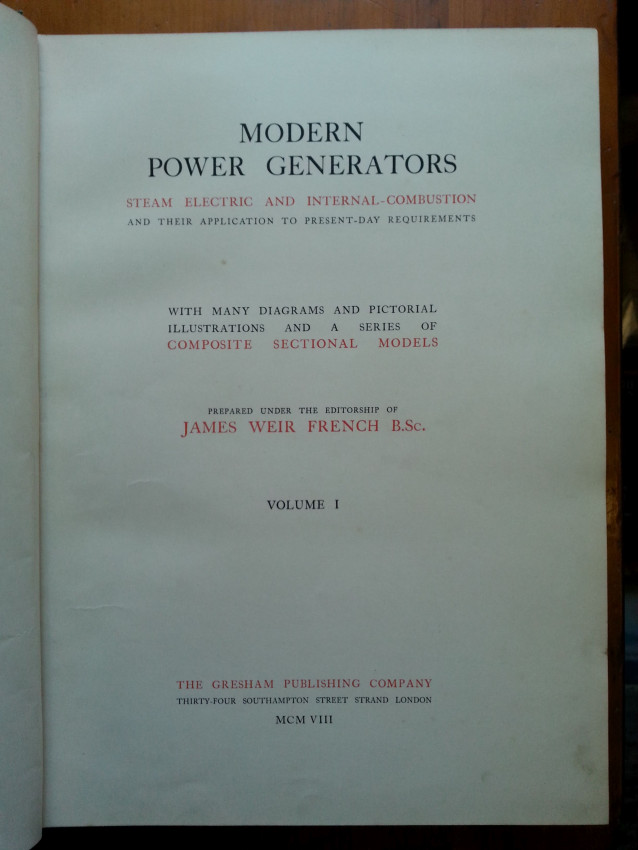 MODERN
POWER GENERATORS
STEAM ELECTRIC AND INTERNAL-COMBUSTION
AND THEIR APPLICATION TO PRESENT-DAY REQUIREMENTS
WITH MANY DIAGRAMS AND PICTORIAL
ILLUSTRATIONS AND A SERIES OF
COMPOSITE SECTIONAL MODELS
PREPARED UNDER THE EDITORSHIP OF
JAMES WEIR FRENCH B.Sc.
VOLUME I
THE GRESHAM PUBLISHING COMPANY
THIRTY-FOUR SOUTHAMPTON STREET STRAND LONDON
MCM VIII